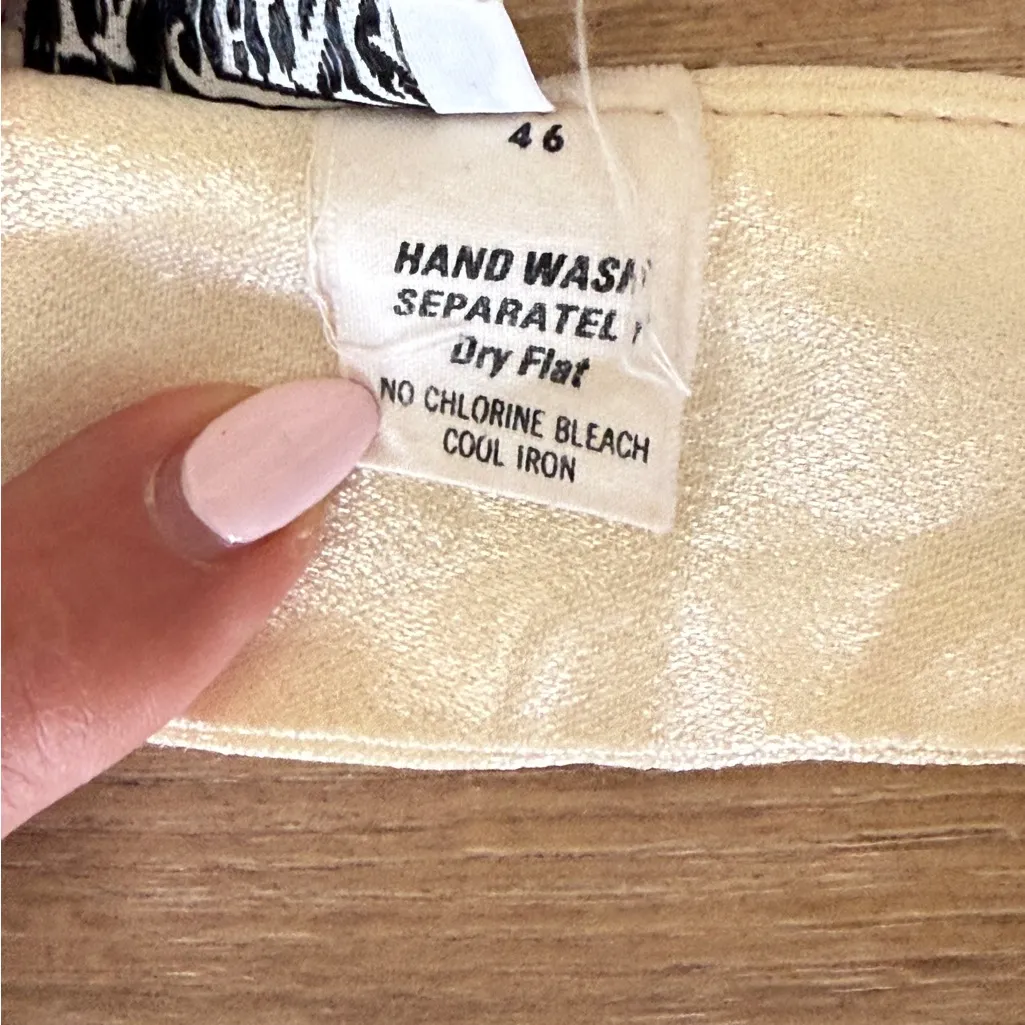 46
HAND WASH
SEPARATELY
Dry Flat
NO CHLORINE BLEACH
COOL IRON